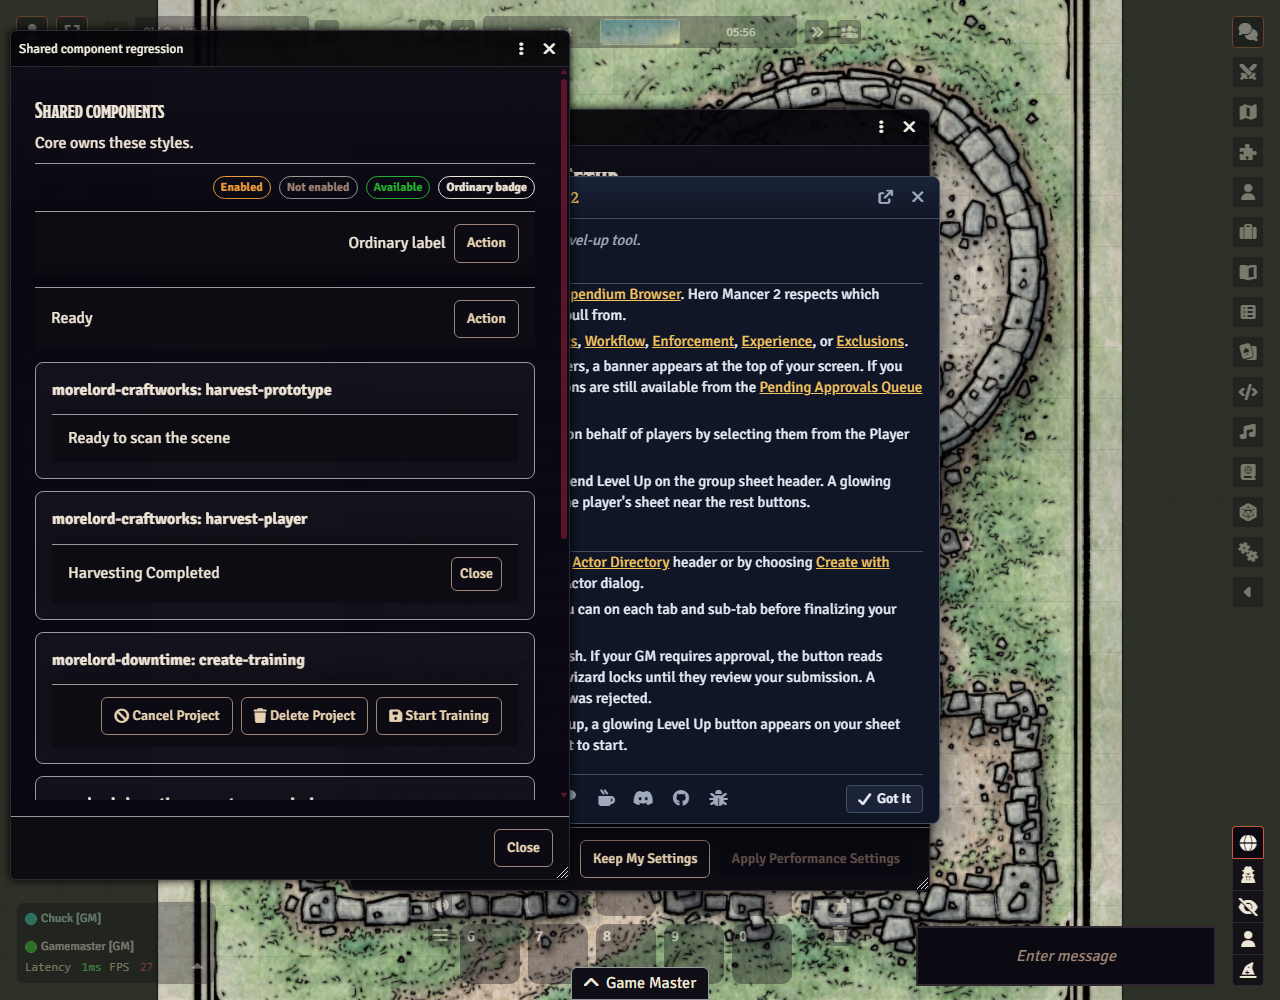 05:56
Shared component regression
Shared components
Core owns these styles.
Enabled
Not enabled
Available
Ordinary badge
Ordinary label
Action
Ready
Action
morelord-craftworks: harvest-prototype
Ready to scan the scene
morelord-craftworks: harvest-player
Harvesting Completed
Close
morelord-downtime: create-training
Cancel Project
Delete Project
Start Training
Close
2
vel-up tool.
pendium Browser. Hero Mancer 2 respects which
pull from.
s, Workflow, Enforcement, Experience, or Exclusions.
ers, a banner appears at the top of your screen. If you
ns are still available from the Pending Approvals Queue
on behalf of players by selecting them from the Player
end Level Up on the group sheet header. A glowing
e player's sheet near the rest buttons.
Actor Directory header or by choosing Create with
ctor dialog.
u can on each tab and sub-tab before finalizing your
sh. If your GM requires approval, the button reads
vizard locks until they review your submission. A
was rejected.
up, a glowing Level Up button appears on your sheet
t to start.
Got It
Keep My Settings
Apply Performance Settings
Chuck [GM]
Gamemaster [GM]
Latency 1ms FPS 27
6
7
8
9
0
Game Master
Enter message